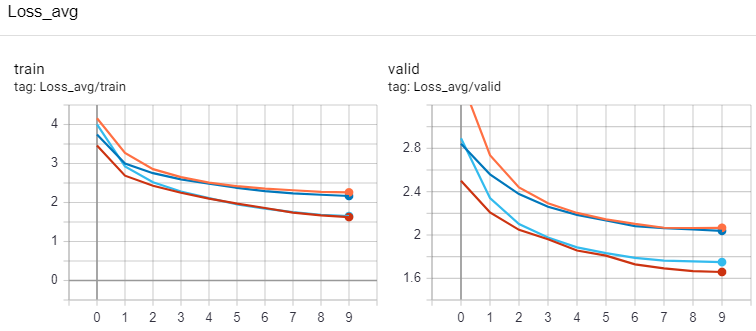 Loss_avg
train
tag: Loss_avg/train
4
3
2
1
0
0 1 2 3 4 5 6 7 8 9
valid
tag: Loss_avg/valid
2.8
2.4
2
1.6
0 1 2 3 4 5 6 7 8 9